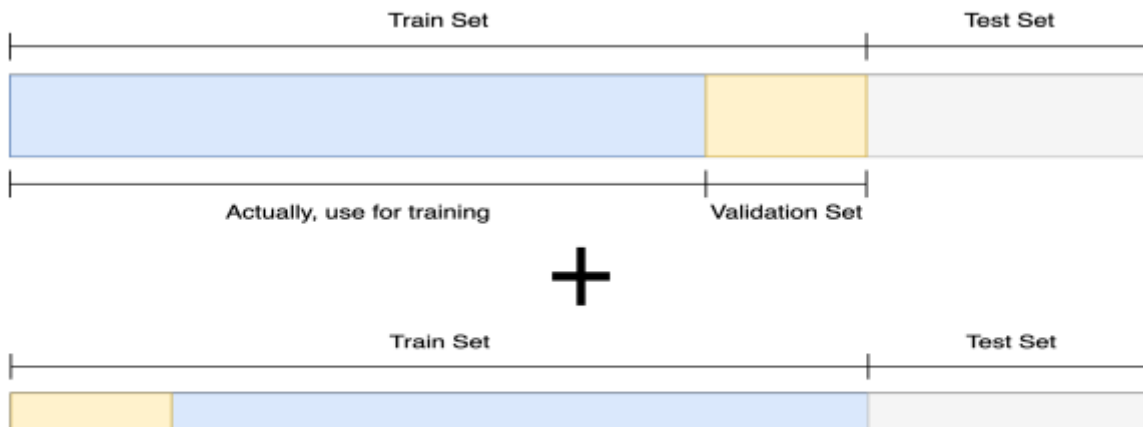 Train Set Test Set
Actually, use for training Validation Set
+
Train Set Test Set